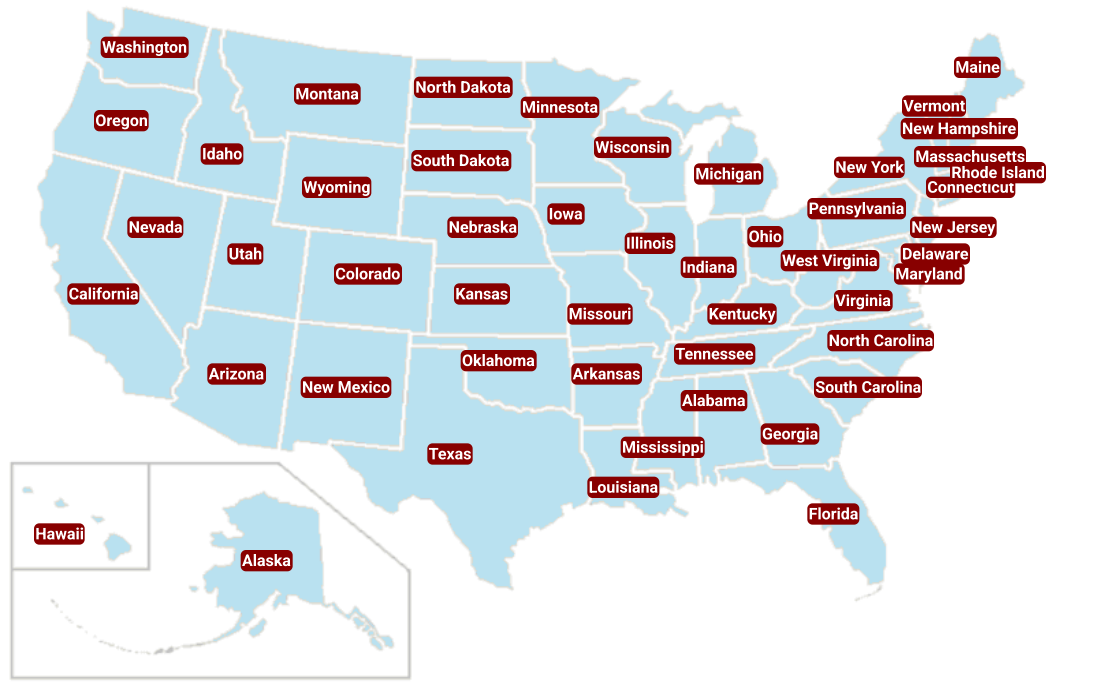 Washington
Maine
Montana
North Dakota
Minnesota
Vermont
Oregon
New Hampshire
Wisconsin
Idaho
South Dakota
Massachusetts
New York
Rhode Island
Michigan
Wyoming
Connecticut
Pennsylvania
Iowa
Nevada
Nebraska
New Jersey
Ohio
Illinois
Utah
Delaware
West Virginia
Indiana
Colorado
Maryland
California
Kansas
Virginia
Missouri
Kentucky
North Carolina
Tennessee
Oklahoma
Arizona
Arkansas
New Mexico
South Carolina
Alabama
Georgia
Mississippi
Texas
Louisiana
Florida
Hawaii
Alaska